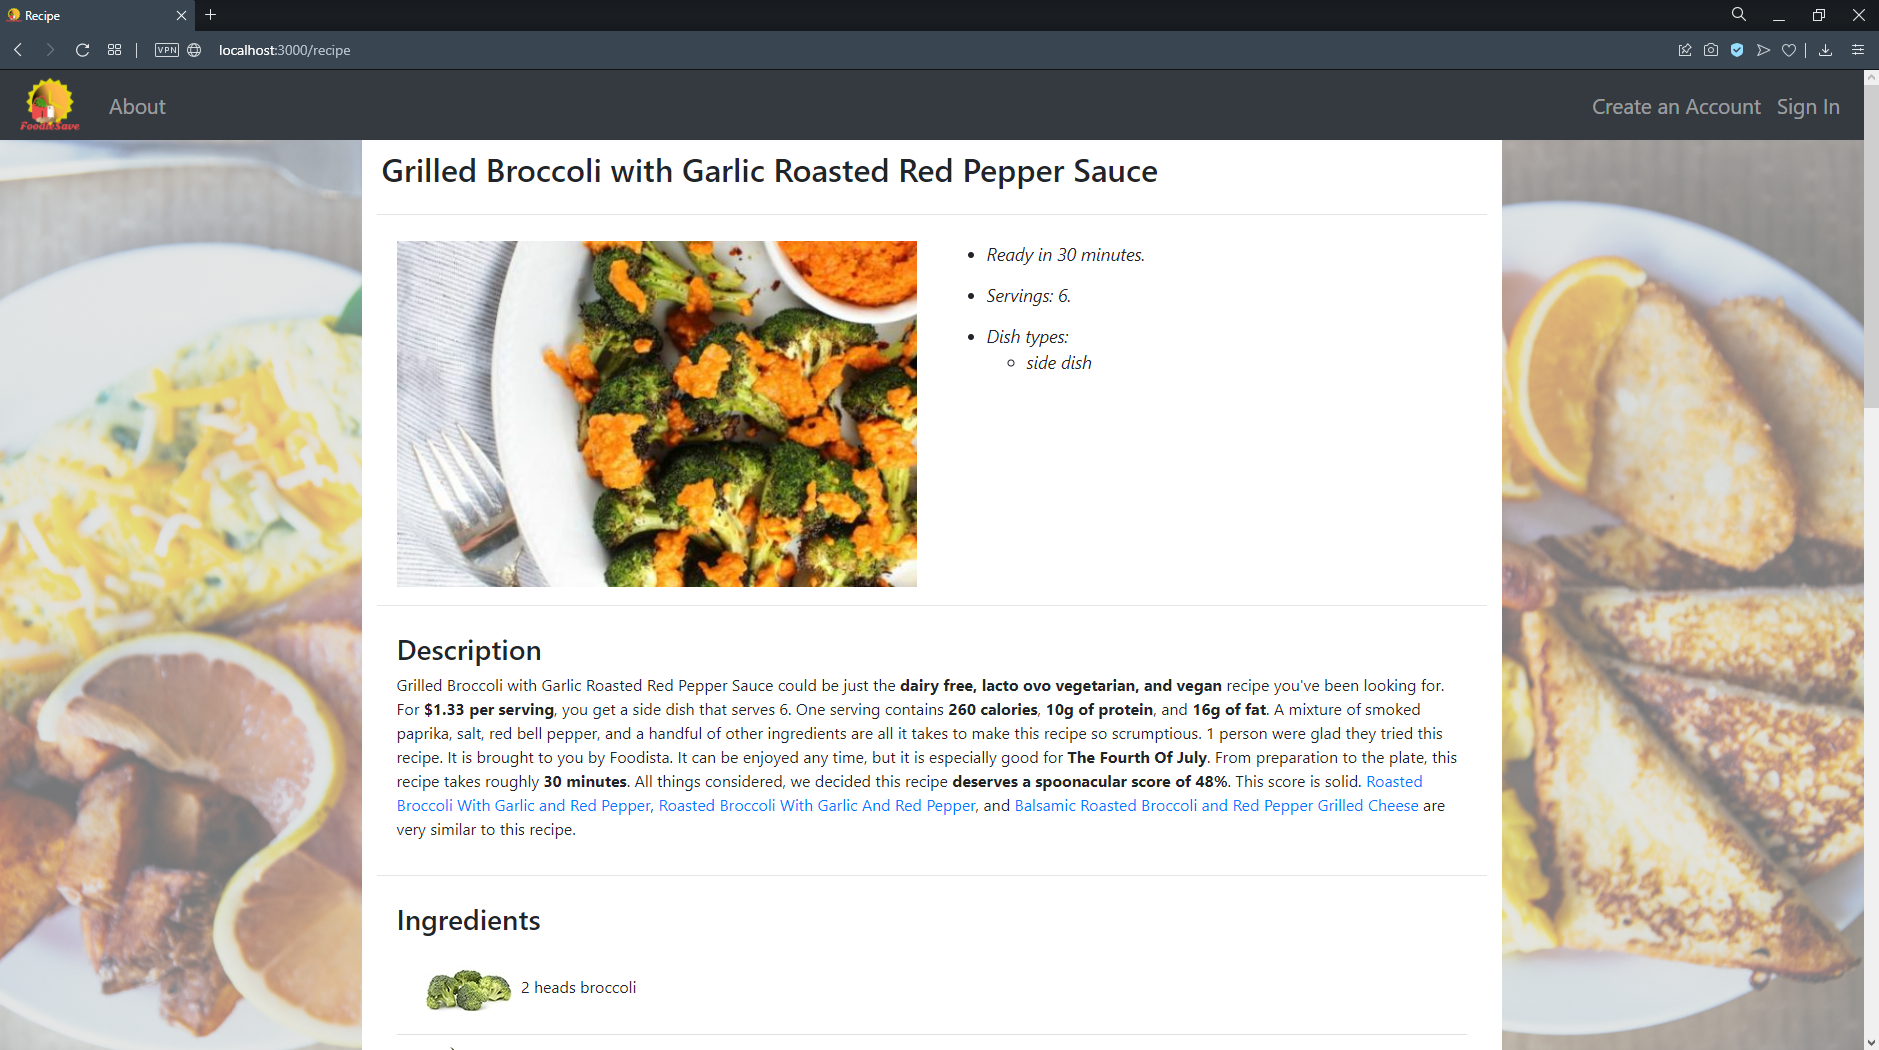 Recipe
VPN
localhost:3000/recipe
FoodieSave
About
Create an Account
Sign In
Grilled Broccoli with Garlic Roasted Red Pepper Sauce
Ready in 30 minutes.
Servings: 6.
Dish types:
side dish
Description
Grilled Broccoli with Garlic Roasted Red Pepper Sauce could be just the dairy free, lacto ovo vegetarian, and vegan recipe you've been looking for.
For $1.33 per serving, you get a side dish that serves 6. One serving contains 260 calories, 10g of protein, and 16g of fat. A mixture of smoked
paprika, salt, red bell pepper, and a handful of other ingredients are all it takes to make this recipe so scrumptious. 1 person were glad they tried this
recipe. It is brought to you by Foodista. It can be enjoyed any time, but it is especially good for The Fourth Of July. From preparation to the plate, this
recipe takes roughly 30 minutes. All things considered, we decided this recipe deserves a spoonacular score of 48%. This score is solid. Roasted
Broccoli With Garlic and Red Pepper, Roasted Broccoli With Garlic And Red Pepper, and Balsamic Roasted Broccoli and Red Pepper Grilled Cheese are
very similar to this recipe.
Ingredients
2 heads broccoli